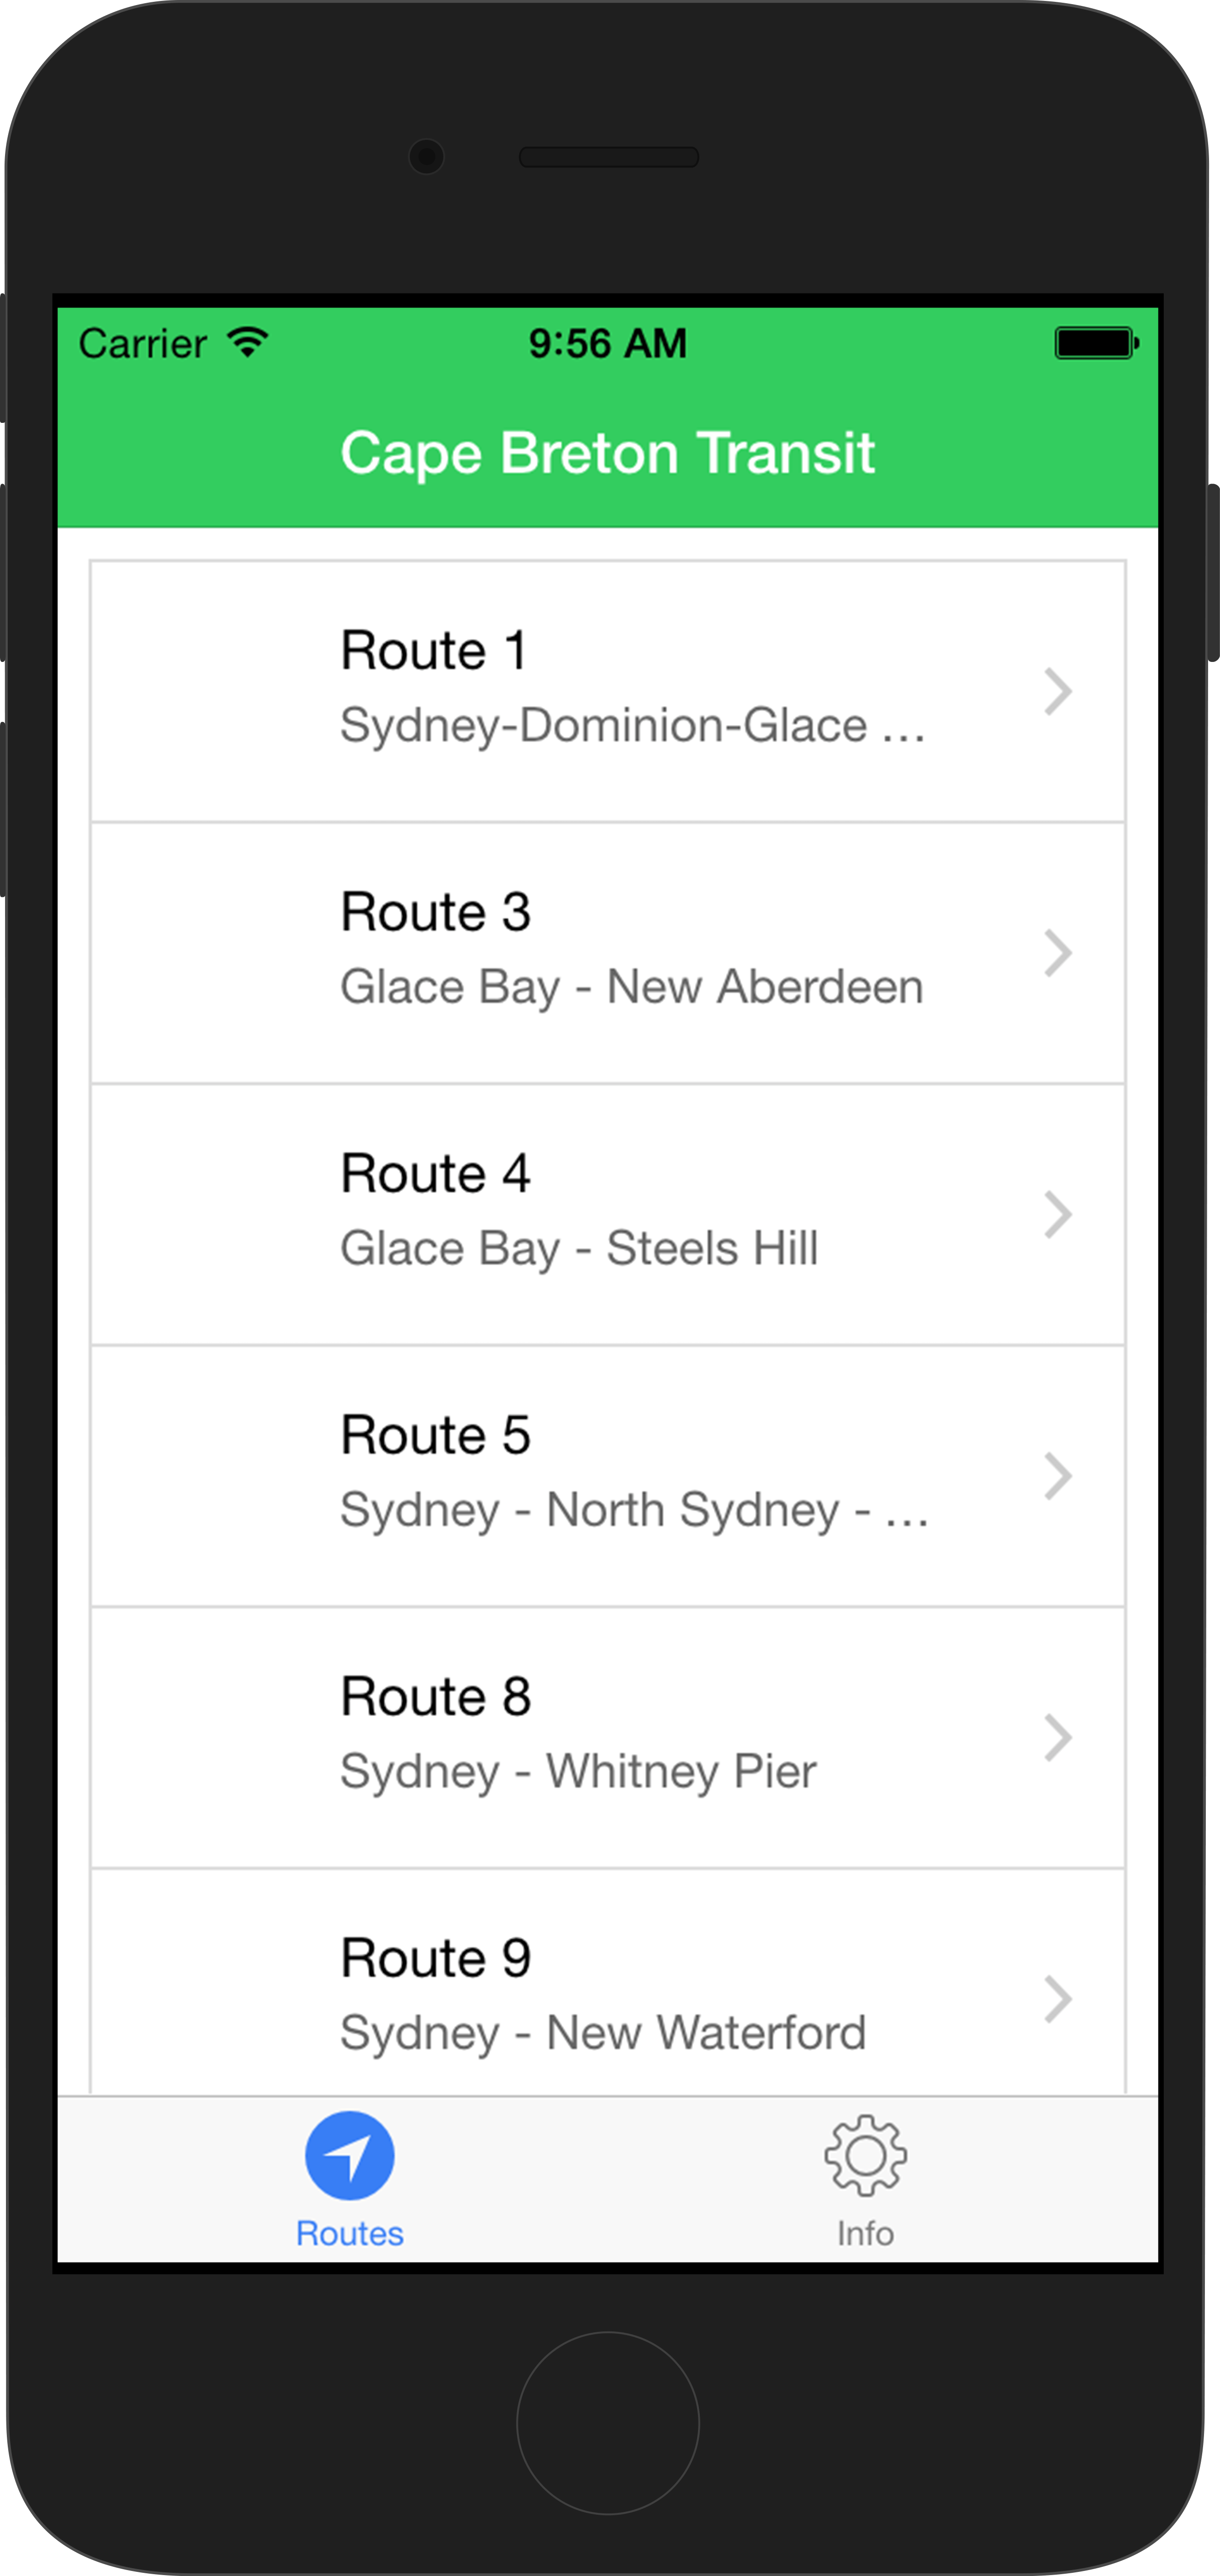 Carrier
9:56 AM
Cape Breton Transit
Route 1
Sydney-Dominion-Glace ...
Route 3
Glace Bay - New Aberdeen
Route 4
Glace Bay - Steels Hill
Route 5
Sydney - North Sydney - ...
Route 8
Sydney - Whitney Pier
Route 9
Sydney - New Waterford
Routes
Info